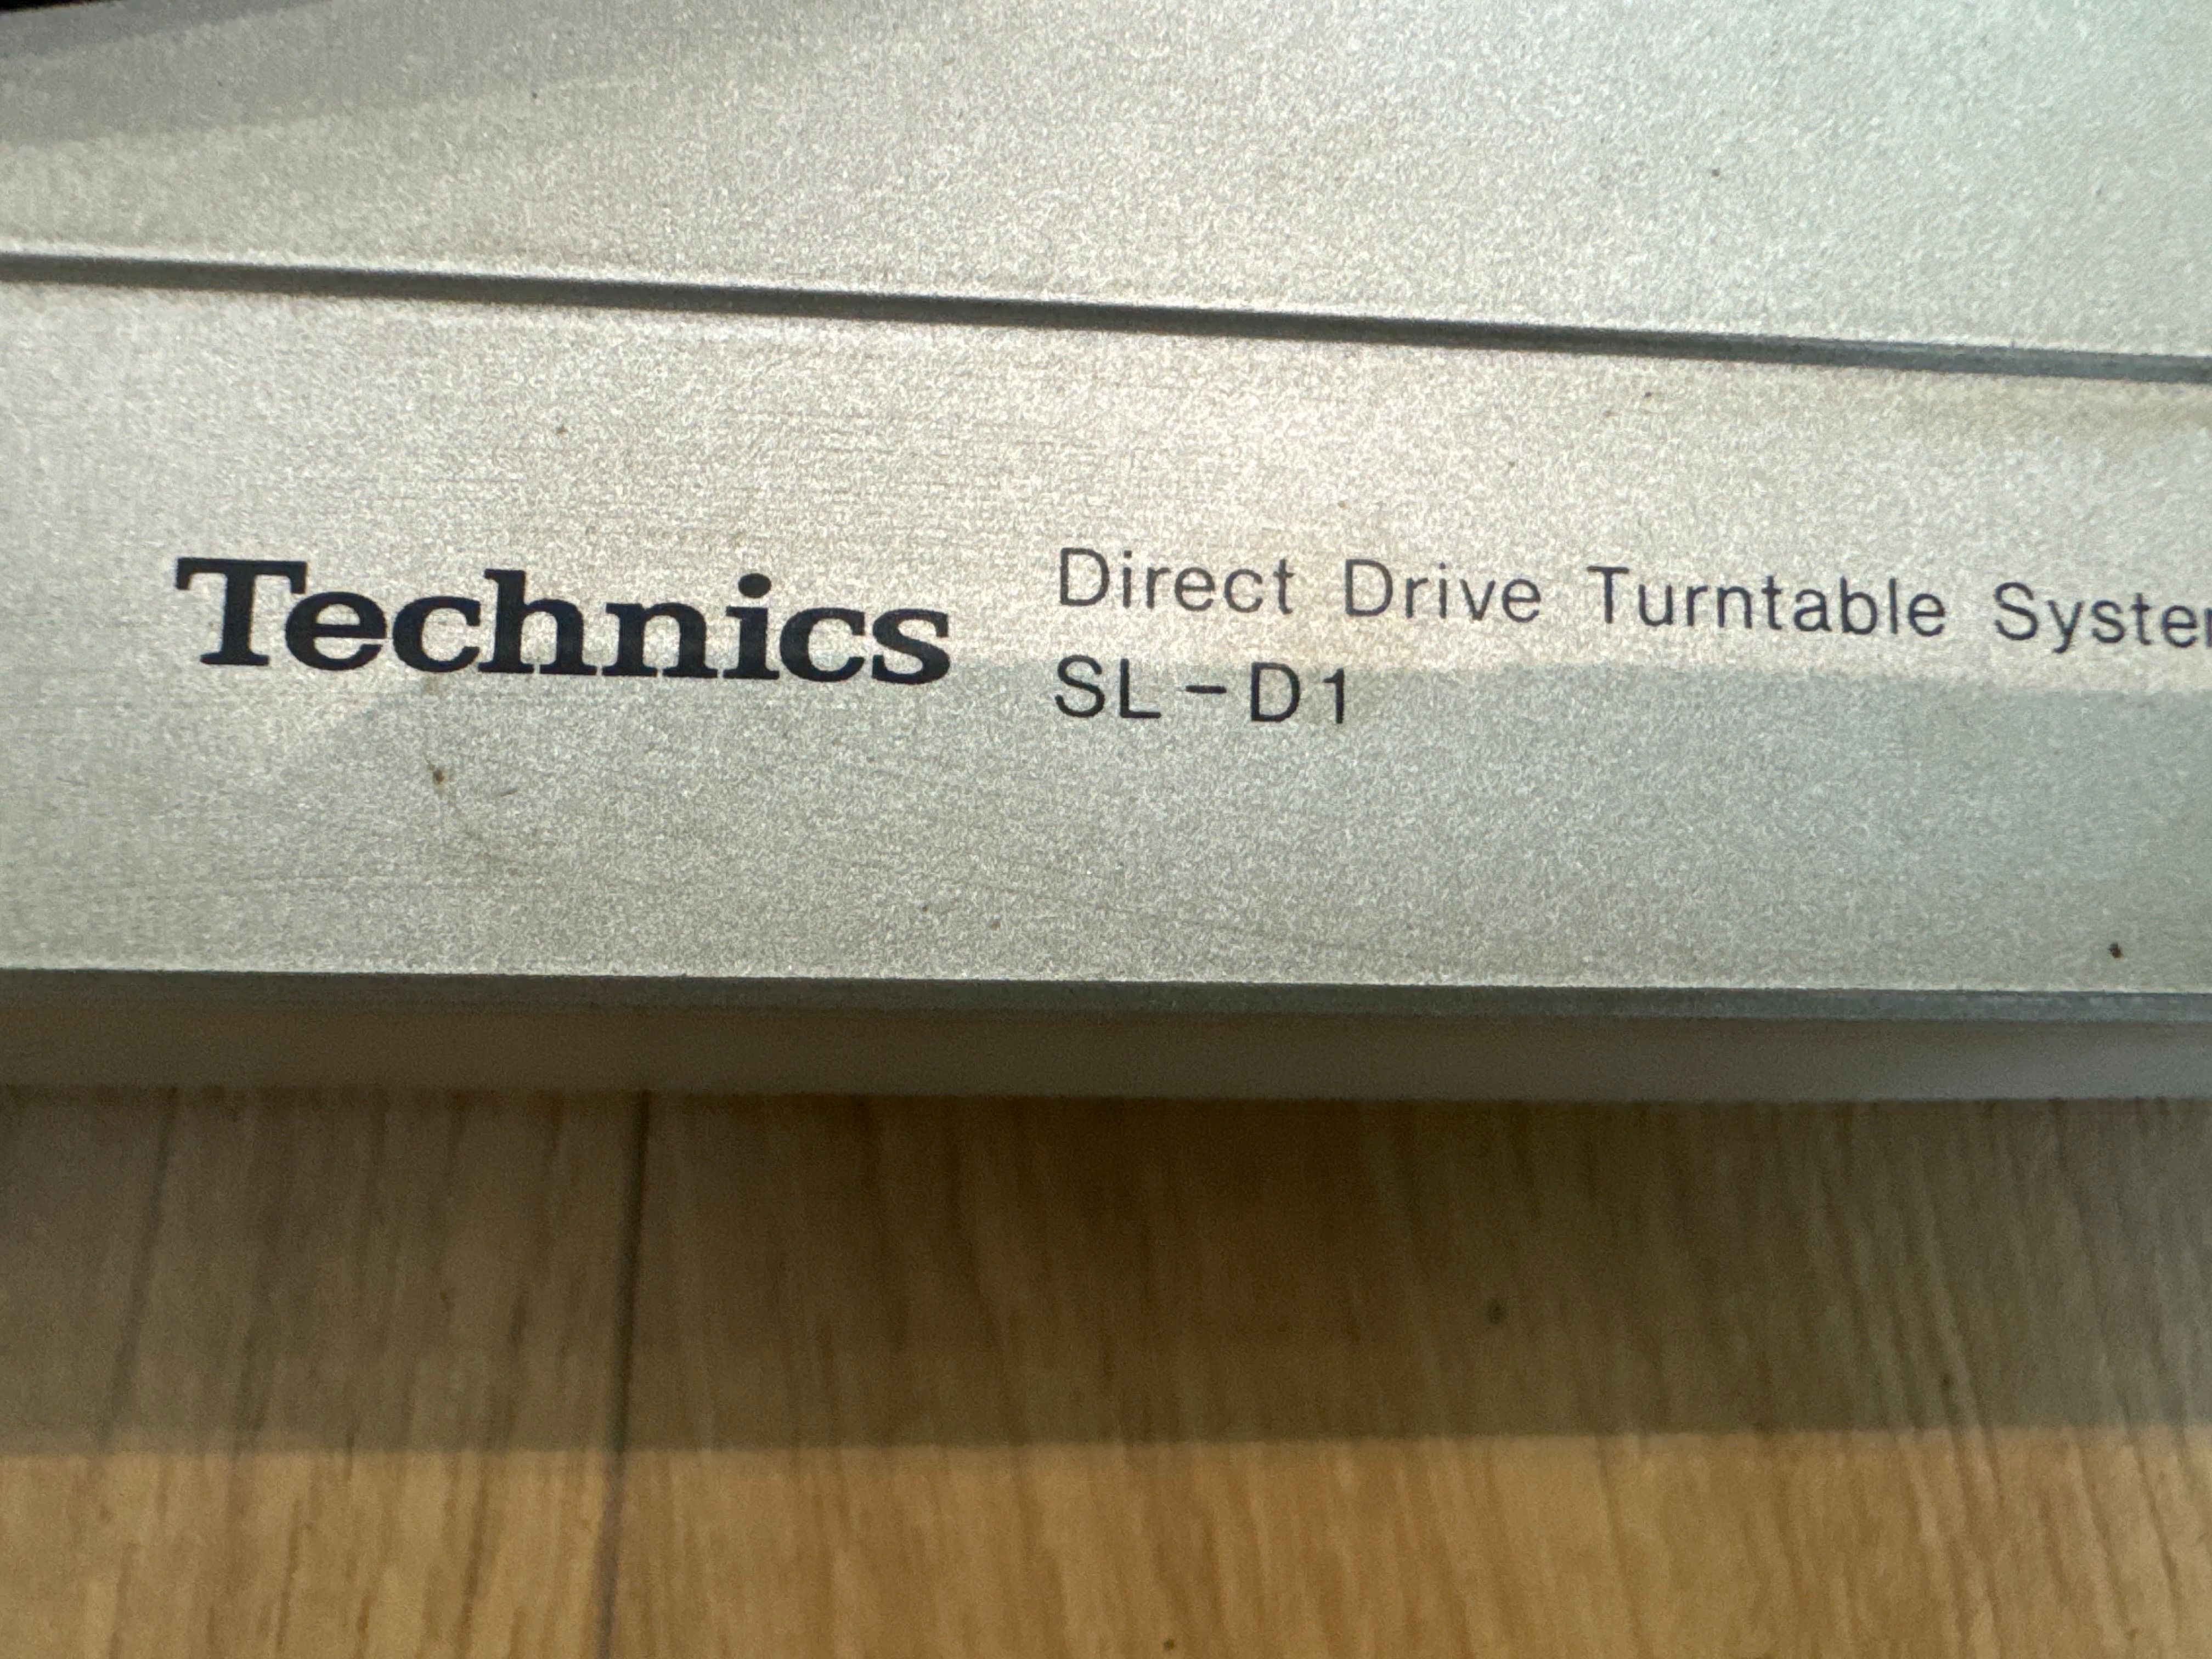 Technics
Direct Drive Turntable
SL-D1